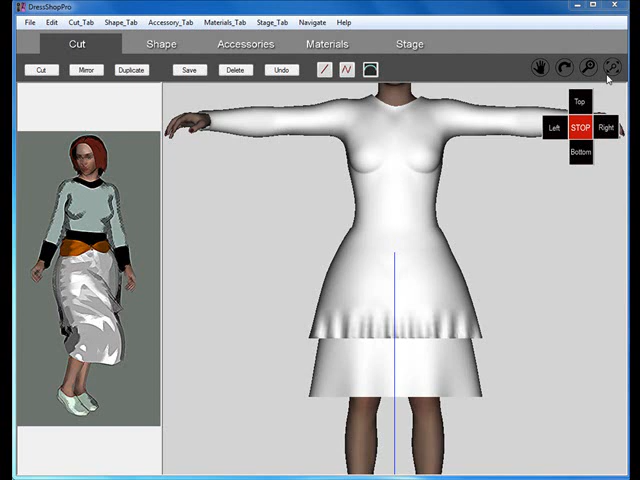 DressShopPro
File Edit Cut_Tab Shape_Tab Accessory_Tab Materials_Tab Stage_Tab Navigate Help
Cut Shape Accessories Materials Stage
Cut Mirror Duplicate Save Delete Undo
Top
Left STOP Right
Bottom